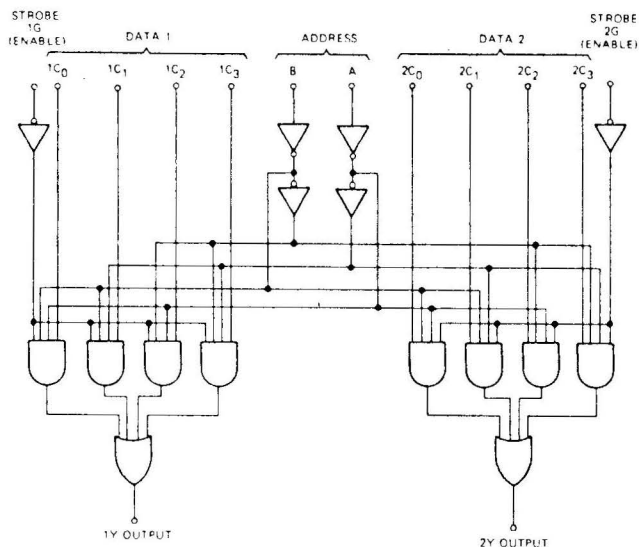 STROBE
1G
(ENABLE)
DATA 1
ADDRESS
DATA 2
STROBE
2G
(ENABLE)
1C0
1C1
1C2
1C3
B
A
2C0
2C1
2C2
2C3
1Y OUTPUT
2Y OUTPUT